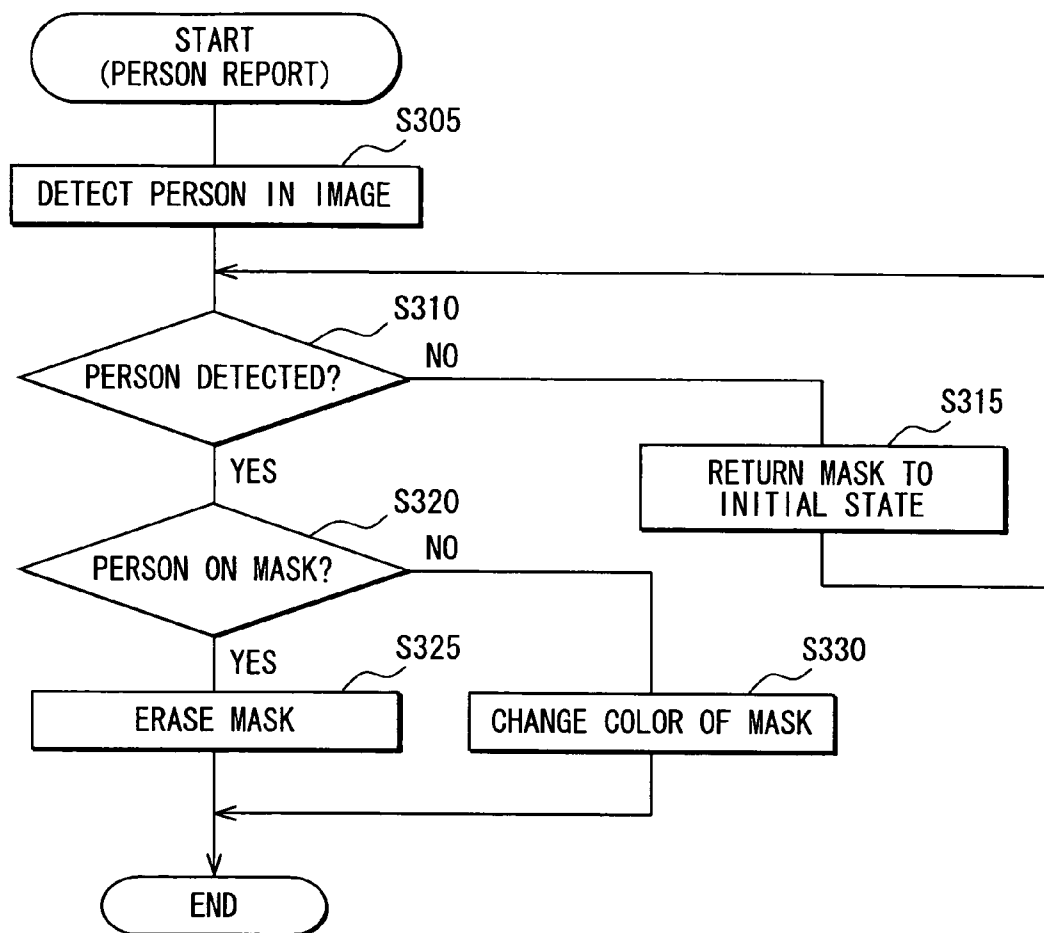 START
(PERSON REPORT)
S305
DETECT PERSON IN IMAGE
S310
PERSON DETECTED?
NO
YES
S315
RETURN MASK TO
INITIAL STATE
S320
PERSON ON MASK?
NO
YES
S325
ERASE MASK
S330
CHANGE COLOR OF MASK
END